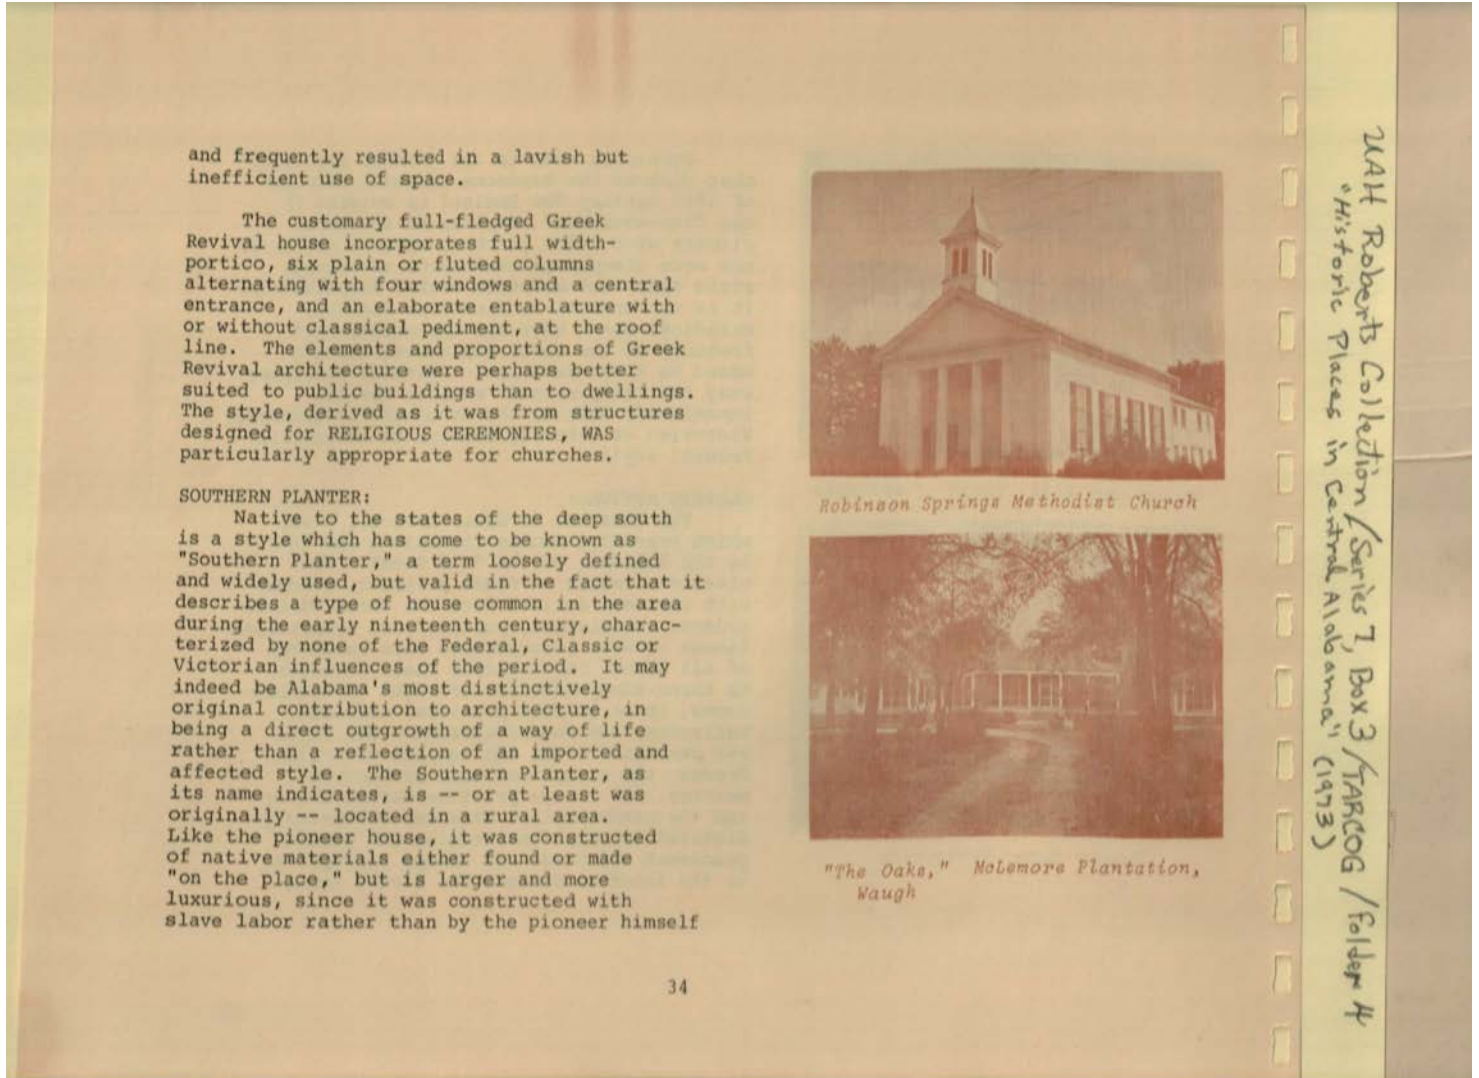 and frequently resulted in a lavish but
inefficient use of space.
The customary full-fledged Greek
Revival house incorporates full width-
portico, six plain or fluted columns
alternating with four windows and a central
entrance, and an elaborate entablature with
or without classical pediment, at the roof
line. The elements and proportions of Greek
Revival architecture were perhaps better
suited to public buildings than to dwellings.
The style, derived as it was from structures
designed for RELIGIOUS CEREMONIES, WAS
particularly appropriate for churches.
SOUTHERN PLANTER:
Native to the states of the deep south
is a style which has come to be known as
"Southern Planter," a term loosely defined
and widely used, but valid in the fact that it
describes a type of house common in the area
during the early nineteenth century, charac-
terized by none of the Federal, Classic or
Victorian influences of the period. It may
indeed be Alabama's most distinctively
original contribution to architecture, in
being a direct outgrowth of a way of life
rather than a reflection of an imported and
affected style. The Southern Planter, as
its name indicates, is -- or at least was
originally -- located in a rural area.
Like the pioneer house, it was constructed
of native materials either found or made
"on the place," but is larger and more
luxurious, since it was constructed with
slave labor rather than by the pioneer himself
34
Robinson Springs Methodist Church
"The Oaks," McLemore Plantation,
Waugh
UAH Roberts Collection/Series 7, Box 3/TARCOG/Folder 4
"Historic Places in Central Alabama" (1973)